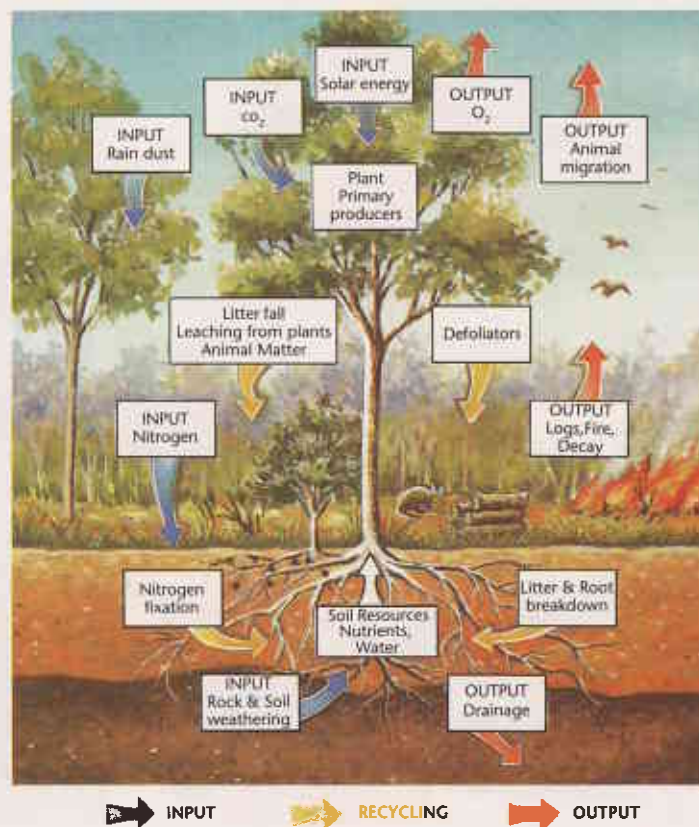 INPUT
Solar energy
INPUT
co₂
OUTPUT
O₂
INPUT
Rain dust
OUTPUT
Animal
migration
Plant
Primary
producers
Litter fall
Leaching from plants
Animal Matter
Defoliators
INPUT
Nitrogen
OUTPUT
Logs,Fire,
Decay
Nitrogen
fixation
Soil Resources
Nutrients,
Water
Litter & Root
breakdown
INPUT
Rock & Soil
weathering
OUTPUT
Drainage
INPUT RECYCLING OUTPUT